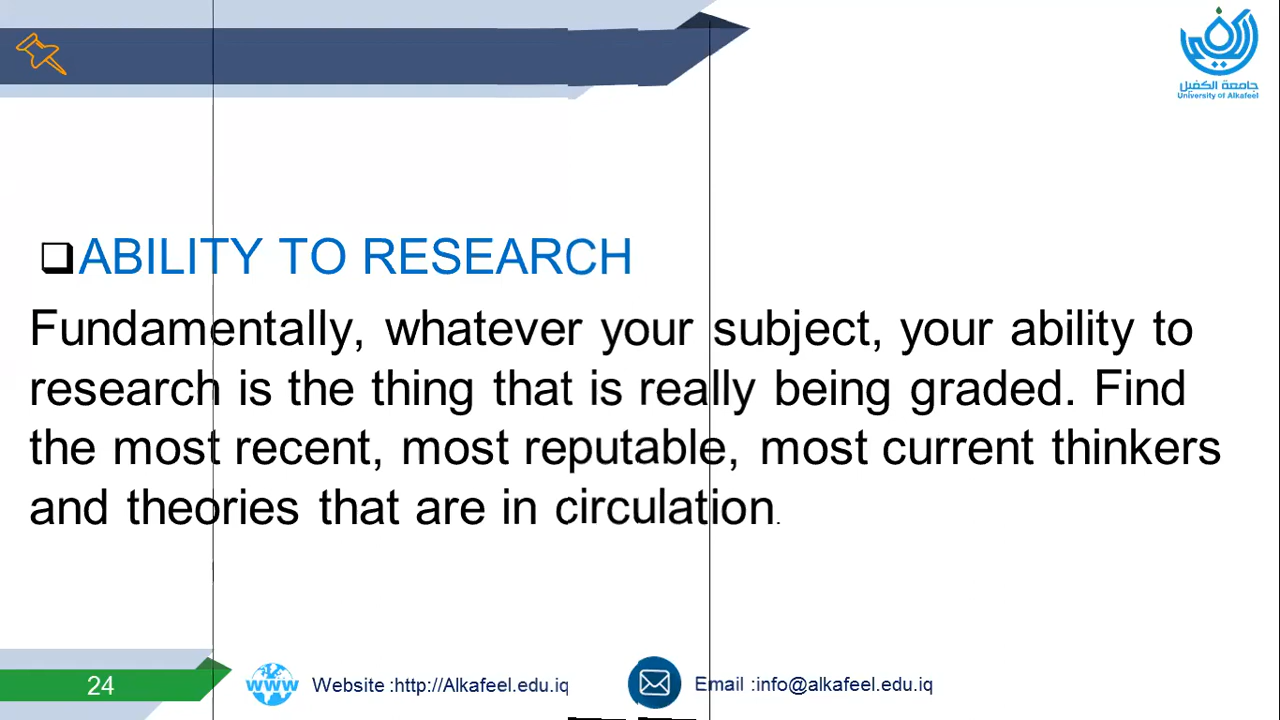 جامعة الكفيل
University of Alkafeel
ABILITY TO RESEARCH
Fundamentally, whatever your subject, your ability to
research is the thing that is really being graded. Find
the most recent, most reputable, most current thinkers
and theories that are in circulation.
24
www
Website :http://Alkafeel.edu.iq
Email :info@alkafeel.edu.iq